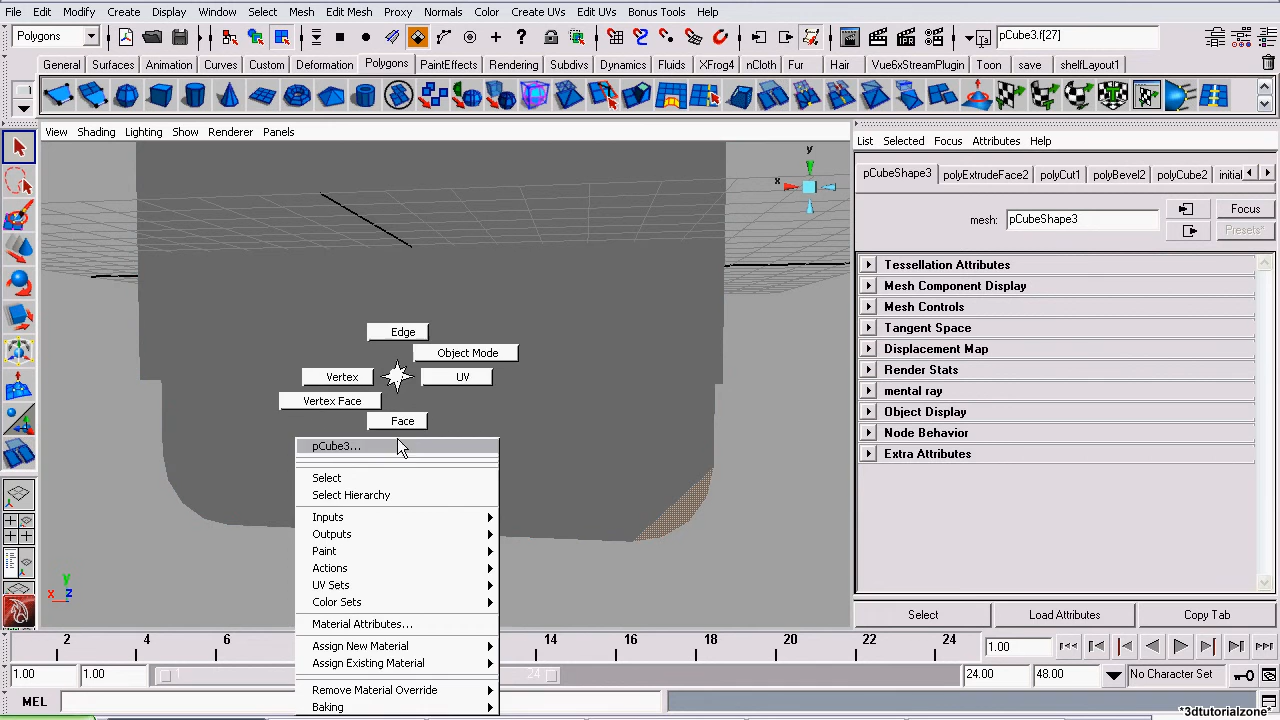 File Edit Modify Create Display Window Select Mesh Edit Mesh Proxy Normals Color Create UVs Edit UVs Bonus Tools Help
Polygons pCube3.f[27]
General Surfaces Animation Curves Custom Deformation Polygons PaintEffects Rendering Subdivs Dynamics Fluids XFrog4 nCloth Fur Vue6xStreamPlugin Hair Toon save shelfLayout1
View Shading Lighting Show Renderer Panels
List Selected Focus Attributes Help
pCubeShape3 polyExtrudeFace2 polyCut1 polyBevel2 polyCube2 initial
mesh: pCubeShape3 Focus
Presets*
Tessellation Attributes
Mesh Component Display
Mesh Controls
Tangent Space
Displacement Map
Render Stats
mental ray
Object Display
Node Behavior
Extra Attributes
y
x
Edge
Object Mode
Vertex UV
Vertex Face
Face
pCube3...
Select
Select Hierarchy
Inputs
Outputs
Paint
Actions
UV Sets
Color Sets
Material Attributes...
Assign New Material
Assign Existing Material
Remove Material Override
Baking
y
x z
Select Load Attributes Copy Tab
2 4 6 14 16 18 20 22 24 1.00
1.00 1.00 1 24 24.00 48.00 No Character Set
MEL
*3dtutorialzone*